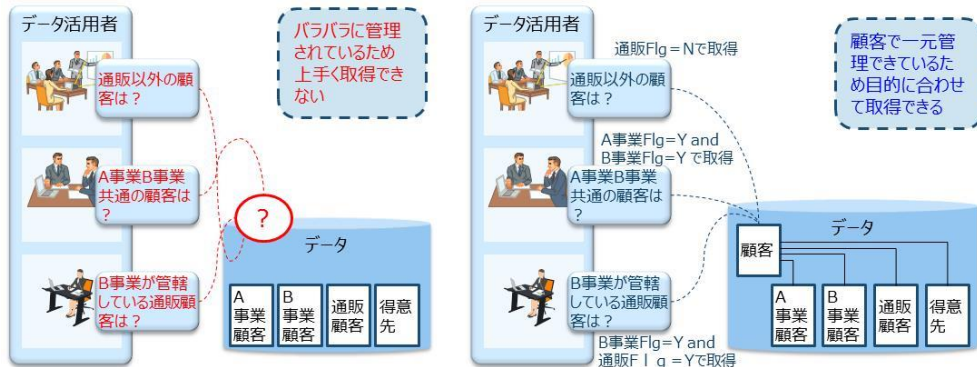 データ活用者
通販以外の顧
客は？
A事業B事業
共通の顧客は
？
B事業が管轄
している通販顧
客は？
バラバラに管理
されているため
上手く取得でき
ない
？
データ
A
事業
顧客
B
事業
顧客
通販
顧客
得意
先
データ活用者
通販Flg＝Nで取得
通販以外の顧
客は？
A事業Flg=Y and
B事業Flg=Y で取得
A事業B事業
共通の顧客は
？
B事業が管轄
している通販顧
客は？
B事業Flg=Y and
通販Fｌｇ=Yで取得
顧客で一元管
理できているた
め目的に合わせ
て取得できる
データ
顧客
A
事業
顧客
B
事業
顧客
通販
顧客
得意
先